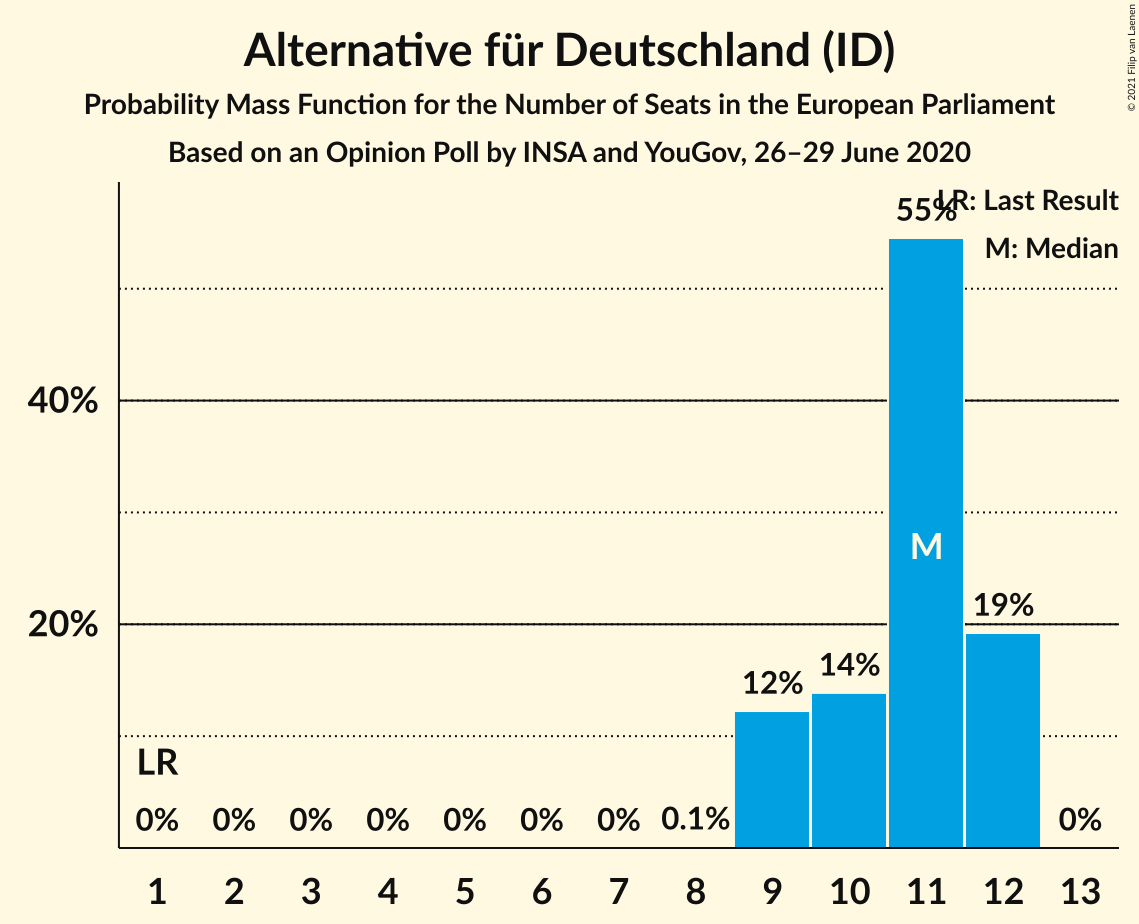 Alternative für Deutschland (ID)
Probability Mass Function for the Number of Seats in the European Parliament
Based on an Opinion Poll by INSA and YouGov, 26–29 June 2020
© 2021 Filip van Laenen
LR: Last Result
M: Median
55%
40%
M
20%
19%
14%
12%
LR
0% 0% 0% 0% 0% 0% 0% 0.1% 0%
1 2 3 4 5 6 7 8 9 10 11 12 13